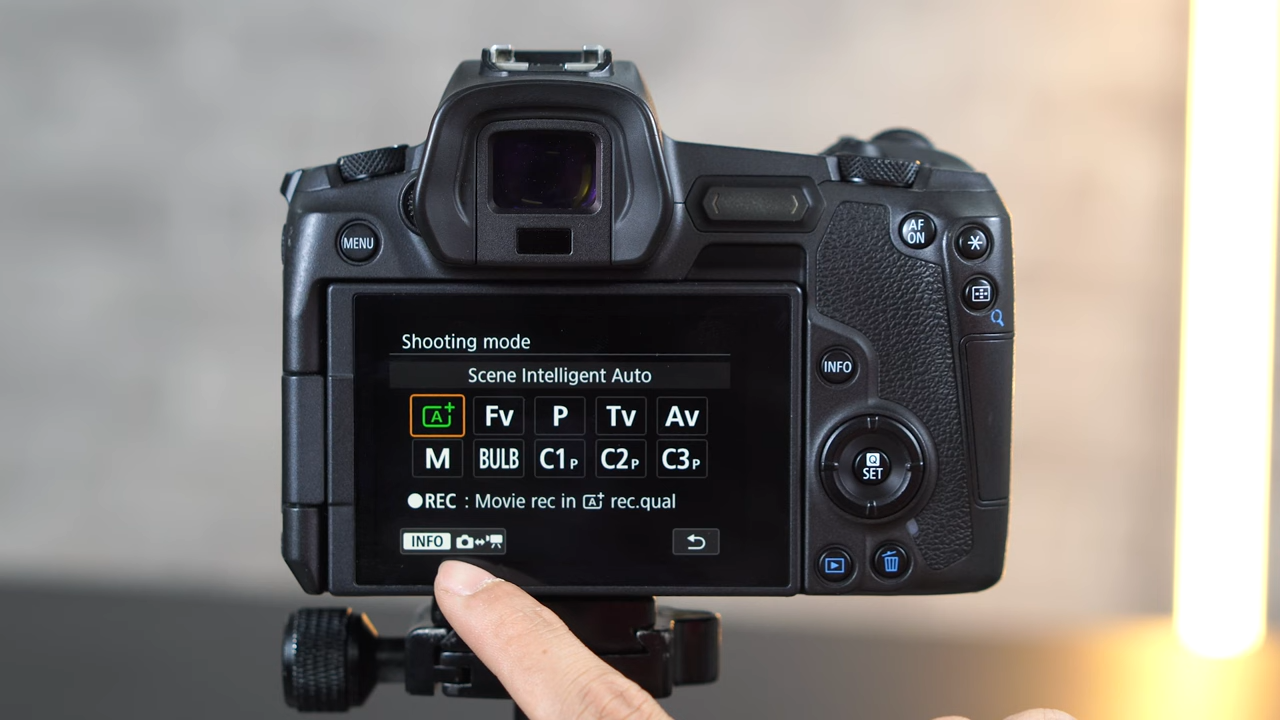 MENU
AF
ON
INFO
Q
SET
Shooting mode
Scene Intelligent Auto
A+ Fv P Tv Av
M BULB C1P C2P C3P
●REC : Movie rec in A+ rec.qual
INFO